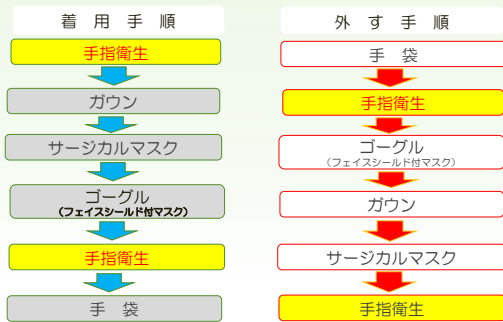 着 用 手 順
手指衛生
ガウン
サージカルマスク
ゴーグル
(フェイスシールド付マスク)
手指衛生
手 袋
外 す 手 順
手 袋
手指衛生
ゴーグル
(フェイスシールド付マスク)
ガウン
サージカルマスク
手指衛生